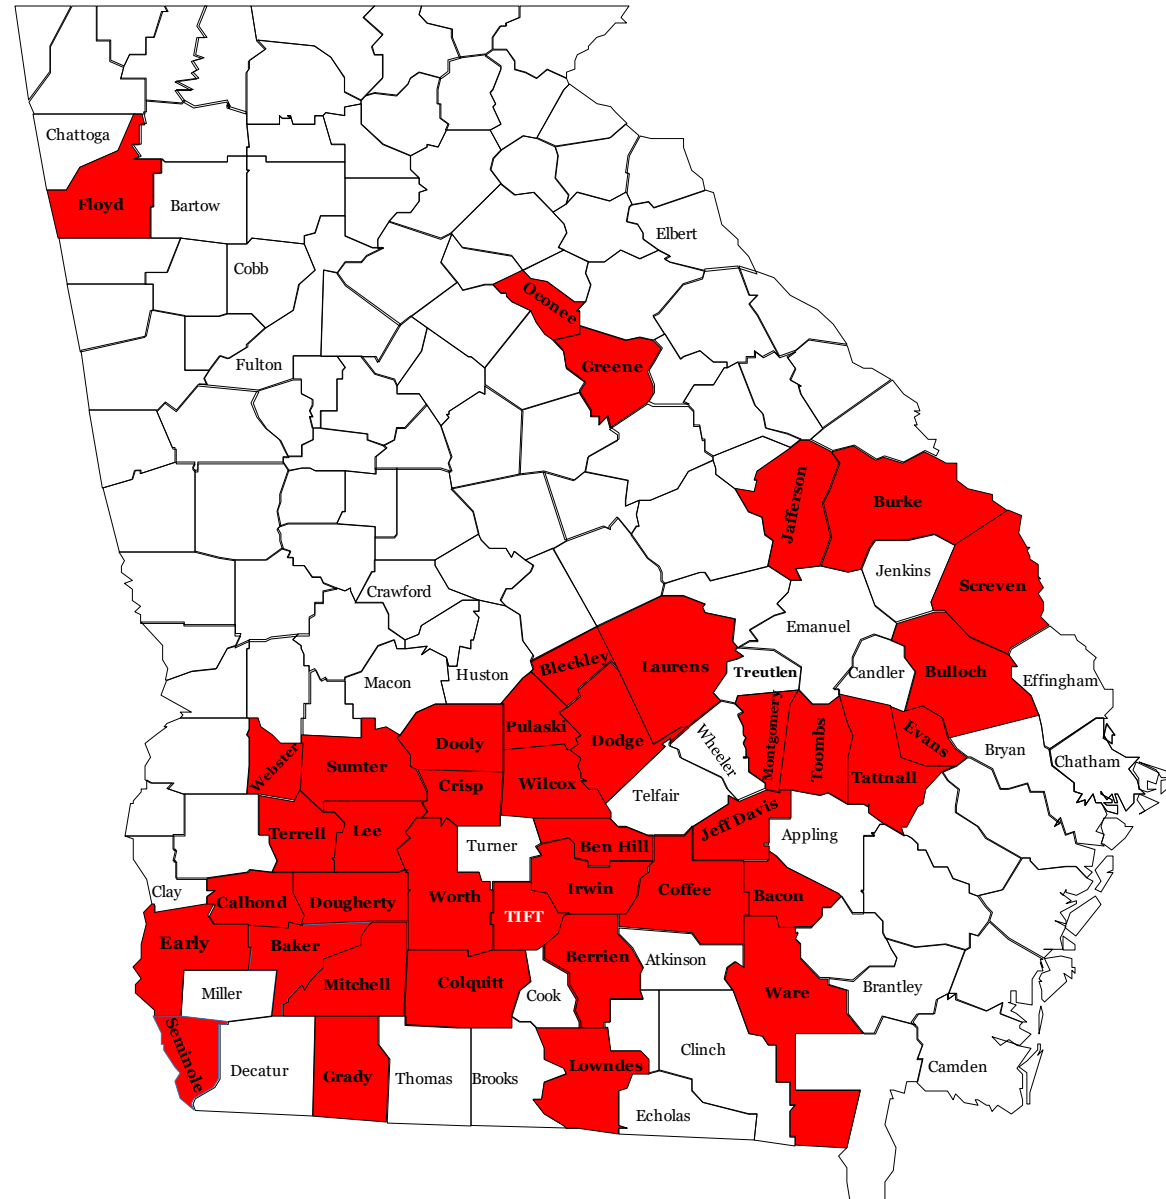 Chattoga
Floyd
Bartow
Elbert
Cobb
Oconee
Fulton
Greene
Jafferson
Burke
Jenkins
Screven
Crawford
Emanuel
Bleckley
Laurens
Treutlen
Candler
Bulloch
Effingham
Macon
Huston
Pulaski
Dodge
Wheeler
Montgomery
Toombs
Evans
Bryan
Chatham
Webster
Sumter
Dooly
Crisp
Wilcox
Telfair
Tattnall
Terrell
Lee
Turner
Ben Hill
Jeff Davis
Appling
Clay
Calhond
Dougherty
Worth
TIFT
Irwin
Coffee
Bacon
Early
Baker
Berrien
Atkinson
Miller
Mitchell
Colquitt
Cook
Ware
Brantley
Seminole
Decatur
Grady
Thomas
Brooks
Lowndes
Clinch
Camden
Echolas